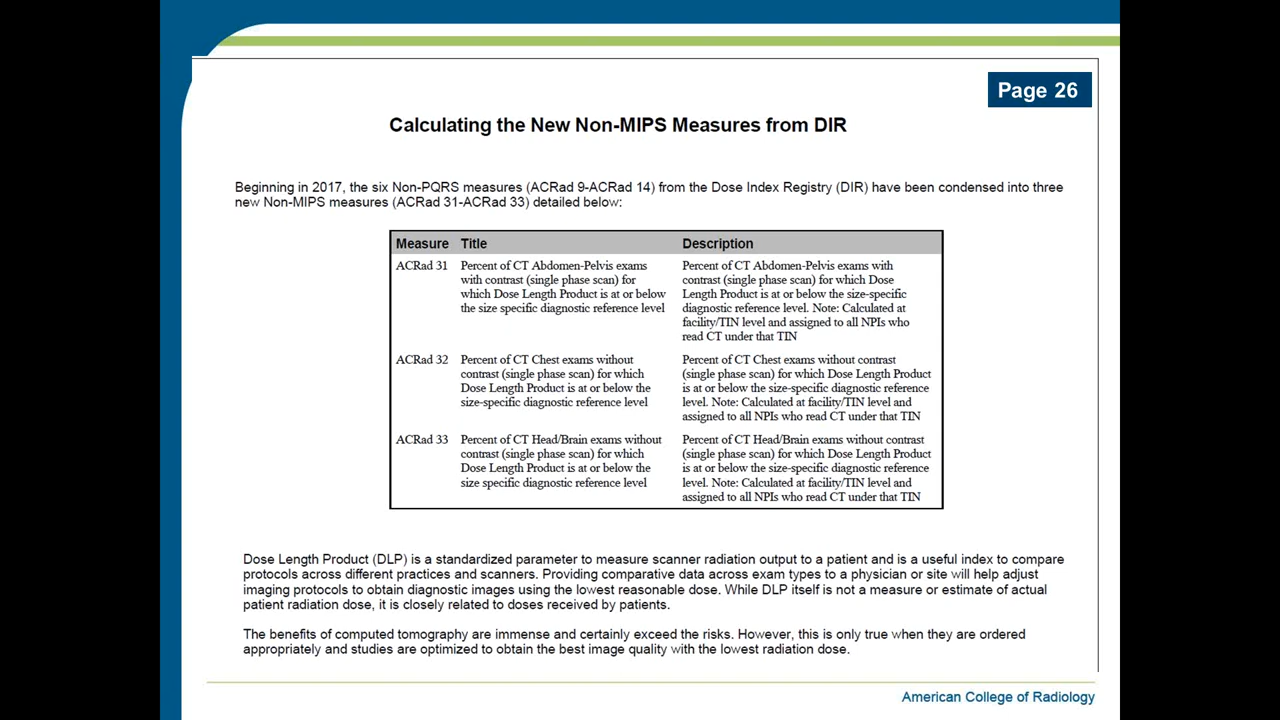 Page 26
Calculating the New Non-MIPS Measures from DIR
Beginning in 2017, the six Non-PQRS measures (ACRad 9-ACRad 14) from the Dose Index Registry (DIR) have been condensed into three
new Non-MIPS measures (ACRad 31-ACRad 33) detailed below:
Measure Title Description
ACRad 31 Percent of CT Abdomen-Pelvis exams Percent of CT Abdomen-Pelvis exams with
with contrast (single phase scan) for contrast (single phase scan) for which Dose
which Dose Length Product is at or below Length Product is at or below the size-specific
the size specific diagnostic reference level diagnostic reference level. Note: Calculated at
facility/TIN level and assigned to all NPIs who
read CT under that TIN
ACRad 32 Percent of CT Chest exams without Percent of CT Chest exams without contrast
contrast (single phase scan) for which (single phase scan) for which Dose Length Product
Dose Length Product is at or below the is at or below the size-specific diagnostic reference
size-specific diagnostic reference level level. Note: Calculated at facility/TIN level and
assigned to all NPIs who read CT under that TIN
ACRad 33 Percent of CT Head/Brain exams without Percent of CT Head/Brain exams without contrast
contrast (single phase scan) for which (single phase scan) for which Dose Length Product
Dose Length Product is at or below the is at or below the size-specific diagnostic reference
size specific diagnostic reference level level. Note: Calculated at facility/TIN level and
assigned to all NPIs who read CT under that TIN
Dose Length Product (DLP) is a standardized parameter to measure scanner radiation output to a patient and is a useful index to compare
protocols across different practices and scanners. Providing comparative data across exam types to a physician or site will help adjust
imaging protocols to obtain diagnostic images using the lowest reasonable dose. While DLP itself is not a measure or estimate of actual
patient radiation dose, it is closely related to doses received by patients.
The benefits of computed tomography are immense and certainly exceed the risks. However, this is only true when they are ordered
appropriately and studies are optimized to obtain the best image quality with the lowest radiation dose.
American College of Radiology